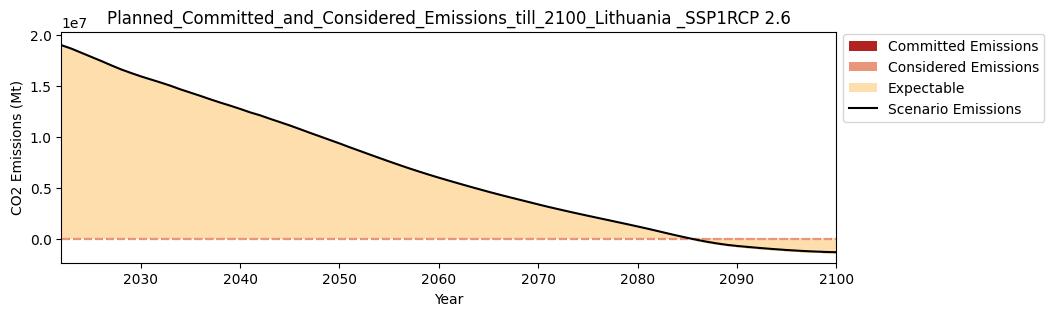 Planned_Committed_and_Considered_Emissions_till_2100_Lithuania _SSP1RCP 2.6
1e7
2.0
1.5
1.0
0.5
0.0
CO2 Emissions (Mt)
2030 2040 2050 2060 2070 2080 2090 2100
Year
Committed Emissions
Considered Emissions
Expectable
Scenario Emissions